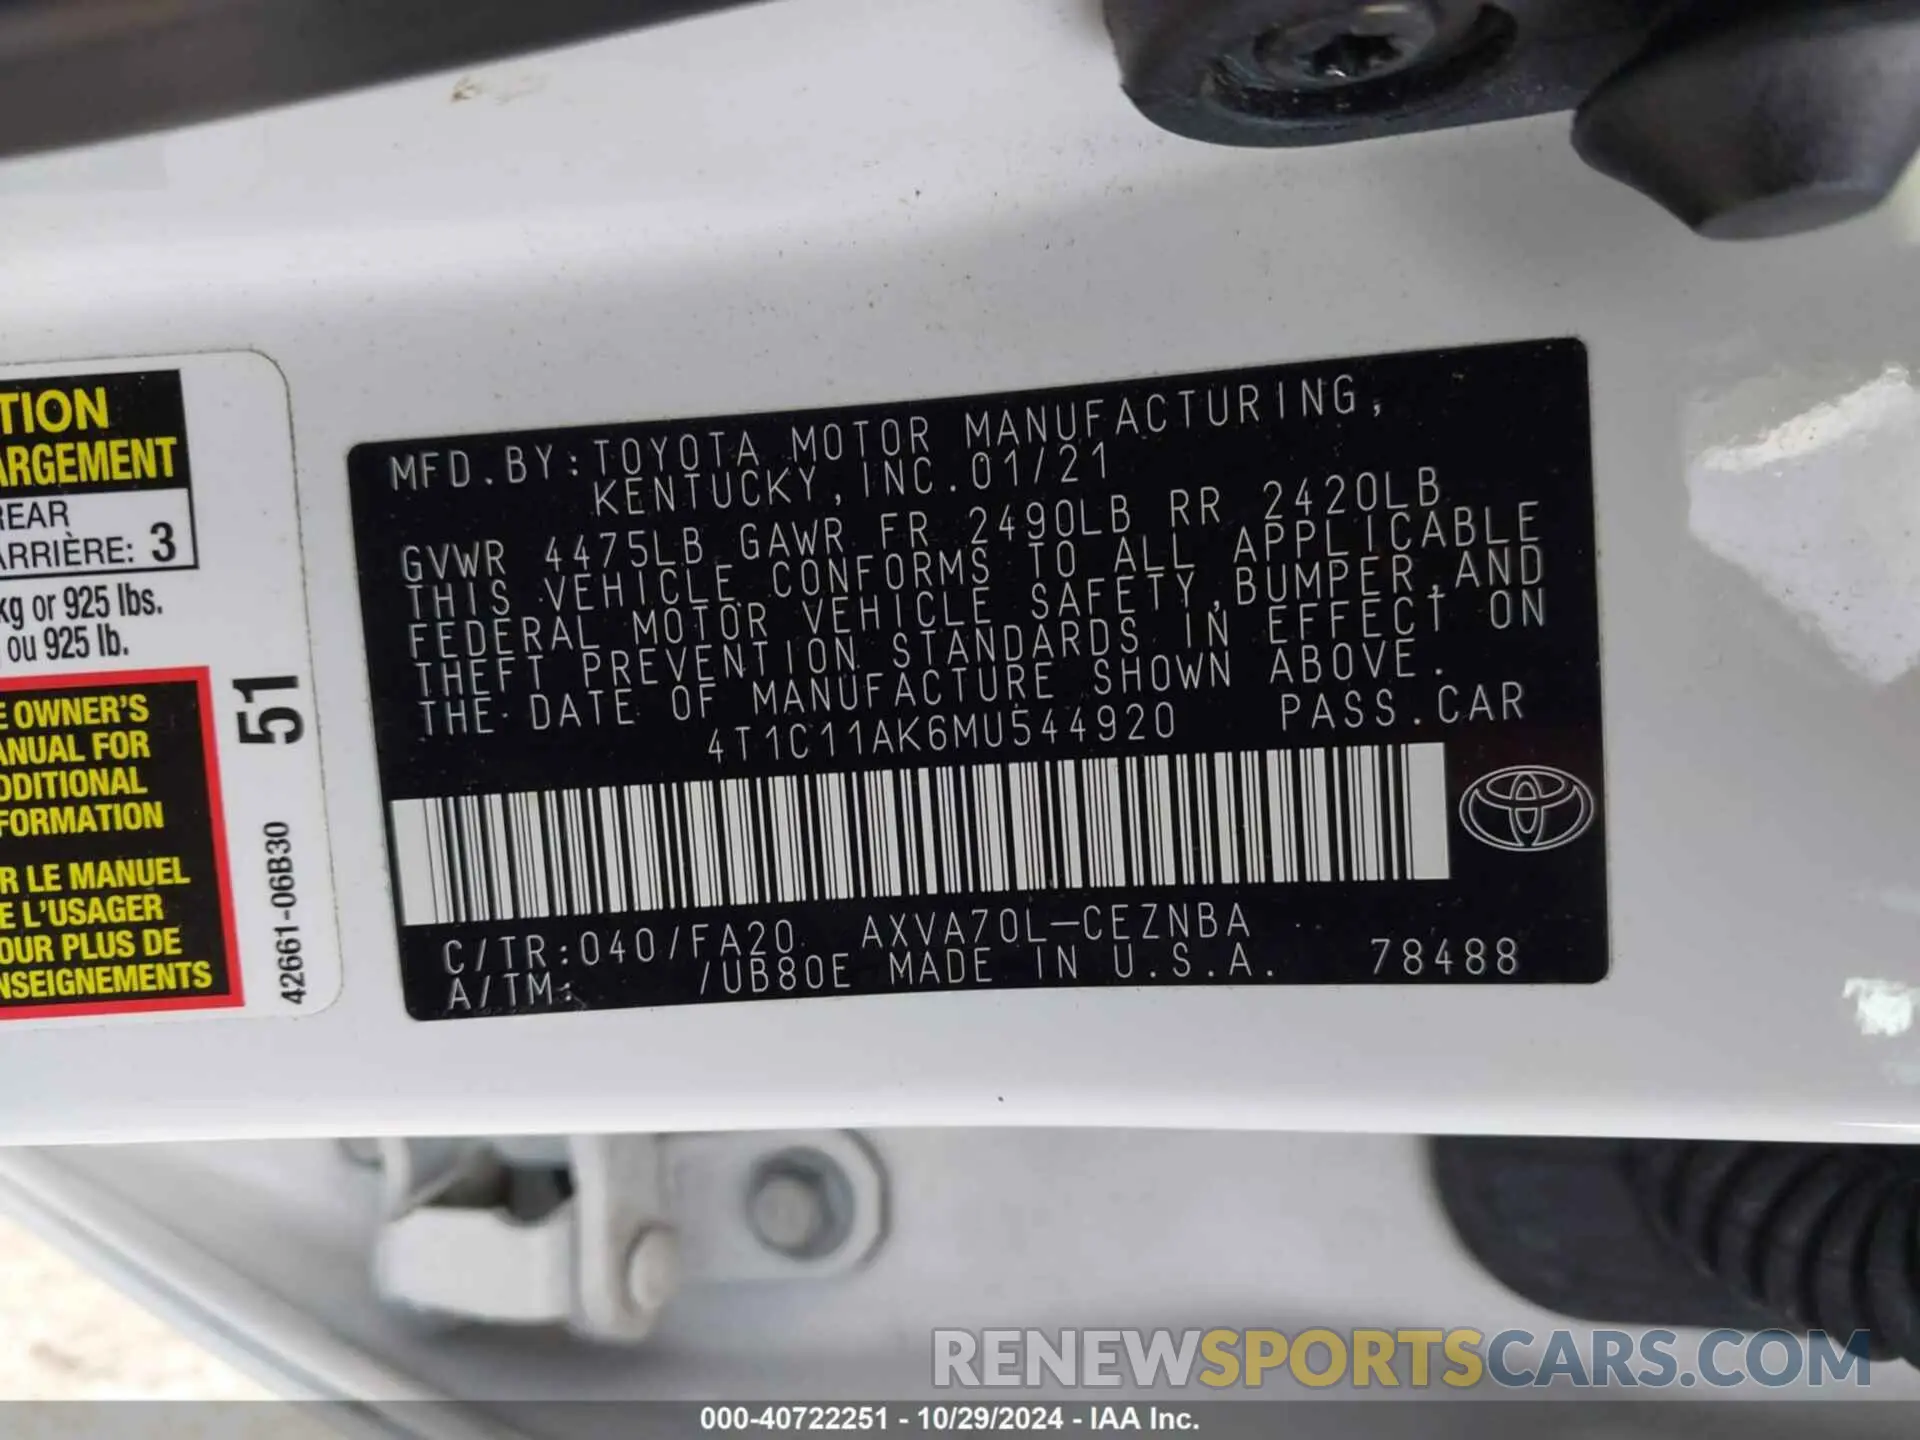 TION
ARGEMENT
REAR
ARRIÈRE: 3
kg or 925 lbs.
ou 925 lb.
E OWNER'S
ANUAL FOR
DDITIONAL
FORMATION
R LE MANUEL
E L'USAGER
OUR PLUS DE
NSEIGNEMENTS
51
42661-06B30
MFD.BY:TOYOTA MOTOR MANUFACTURING,
KENTUCKY,INC.01/21
GVWR 4475LB GAWR FR 2490LB RR 2420LB
THIS VEHICLE CONFORMS TO ALL APPLICABLE
FEDERAL MOTOR VEHICLE SAFETY,BUMPER,AND
THEFT PREVENTION STANDARDS IN EFFECT ON
THE DATE OF MANUFACTURE SHOWN ABOVE.
4T1C11AK6MU544920 PASS.CAR
C/TR:040/FA20 AXVA70L-CEZNBA
A/TM: /UB80E MADE IN U.S.A. 78488
RENEWSPORTSCARS.COM
000-40722251 - 10/29/2024 - IAA Inc.